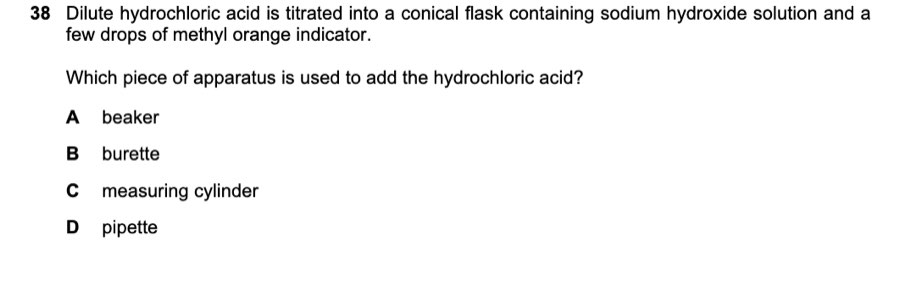 38 Dilute hydrochloric acid is titrated into a conical flask containing sodium hydroxide solution and a
few drops of methyl orange indicator.
Which piece of apparatus is used to add the hydrochloric acid?
A beaker
B burette
C measuring cylinder
D pipette